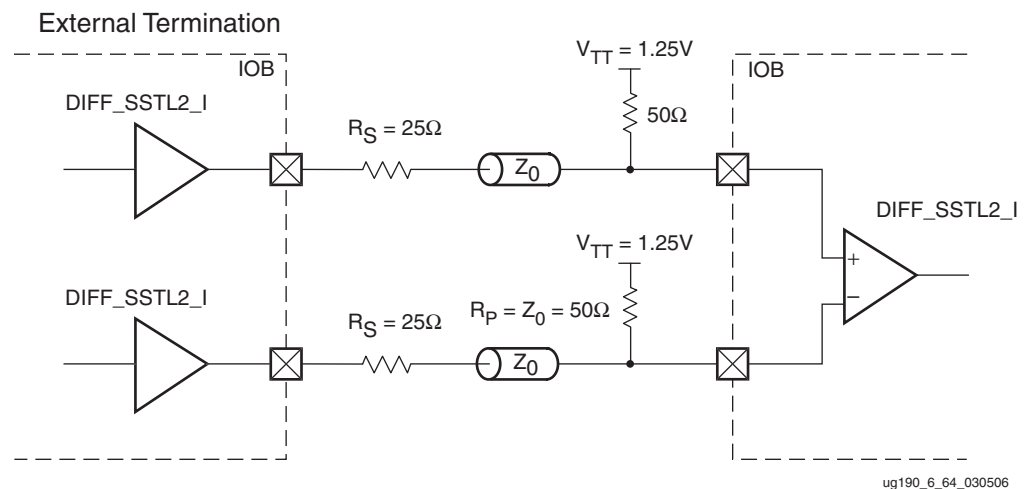 External Termination
IOB
DIFF_SSTL2_I
RS = 25Ω
Z0
VTT = 1.25V
50Ω
IOB
DIFF_SSTL2_I
+
−
DIFF_SSTL2_I
RS = 25Ω
RP = Z0 = 50Ω
Z0
VTT = 1.25V
ug190_6_64_030506